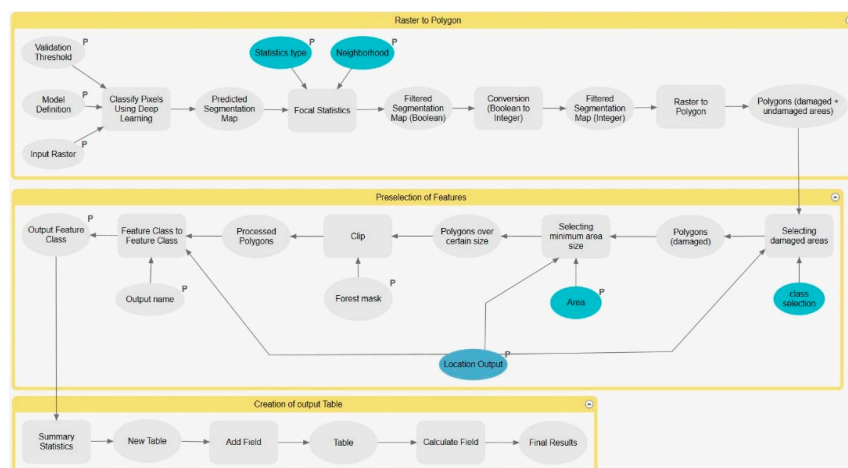 Raster to Polygon
Validation
Threshold
P
Statistics type
P
Neighborhood
P
Model
Definition
P
Classify Pixels
Using Deep
Learning
Predicted
Segmentation
Map
Focal Statistics
Filtered
Segmentation
Map (Boolean)
Conversion
(Boolean to
Integer)
Filtered
Segmentation
Map (Integer)
Raster to
Polygon
Polygons (damaged +
undamaged areas)
Input Raster
P
Preselection of Features
Output Feature
Class
P
Feature Class to
Feature Class
Processed
Polygons
Clip
Polygons over
certain size
Selecting
minimum area
size
Polygons
(damaged)
Selecting
damaged areas
Output name
P
Forest mask
P
Area
P
class
selection
P
Location Output
P
Creation of output Table
Summary
Statistics
New Table
Add Field
Table
Calculate Field
Final Results